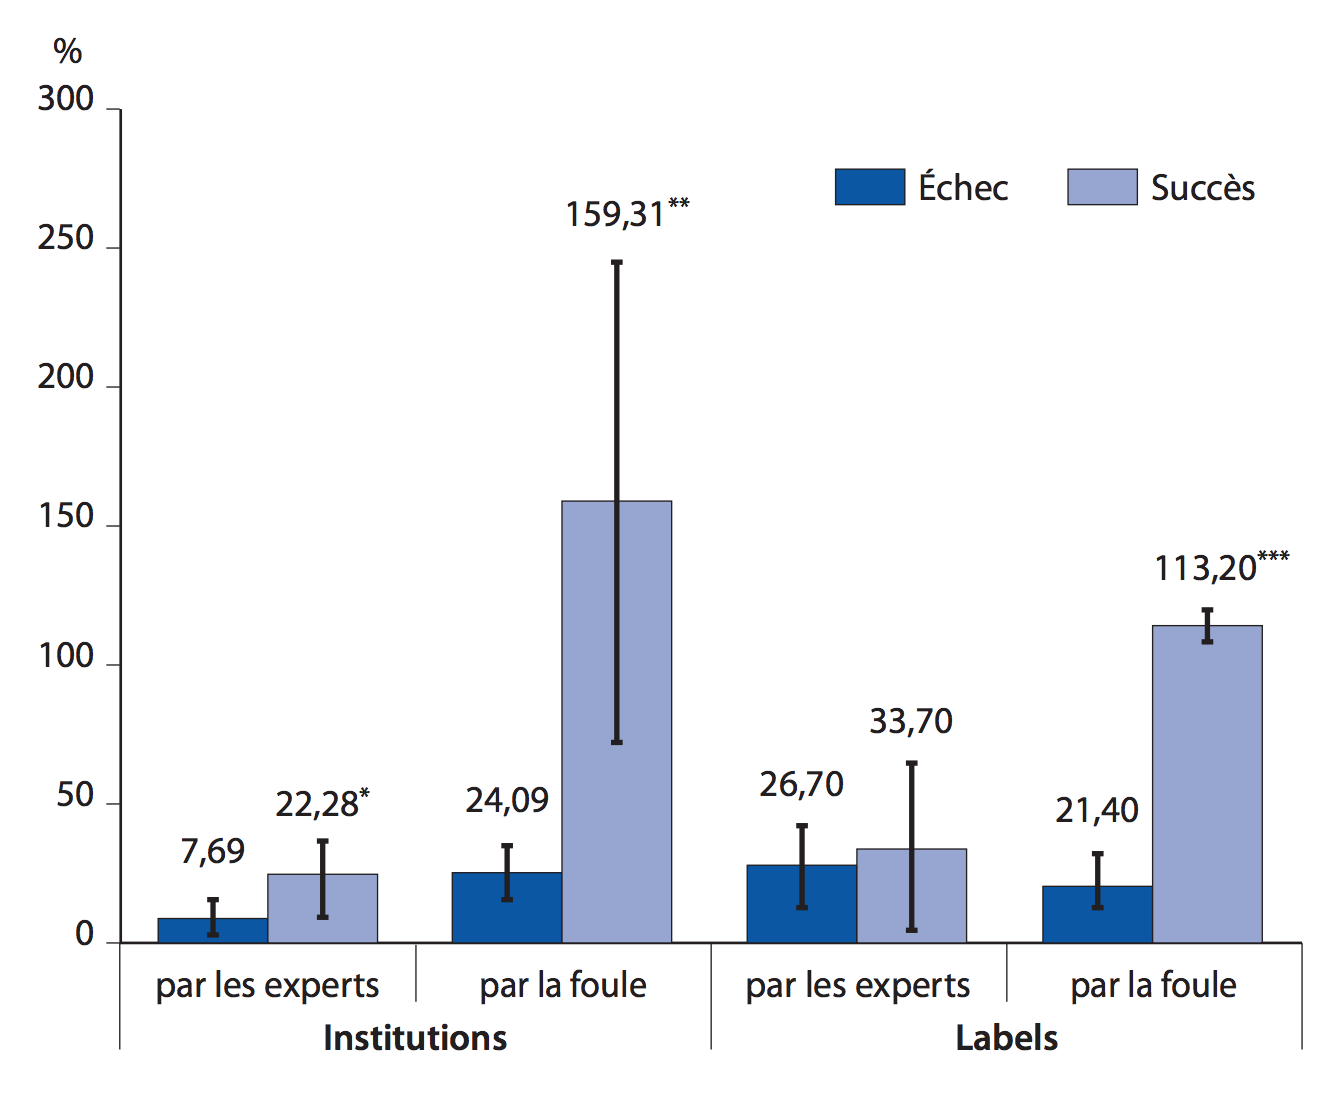 %
300
250
200
150
100
50
0
Échec
Succès
7,69
22,28*
24,09
159,31**
26,70
33,70
21,40
113,20***
par les experts
par la foule
par les experts
par la foule
Institutions
Labels